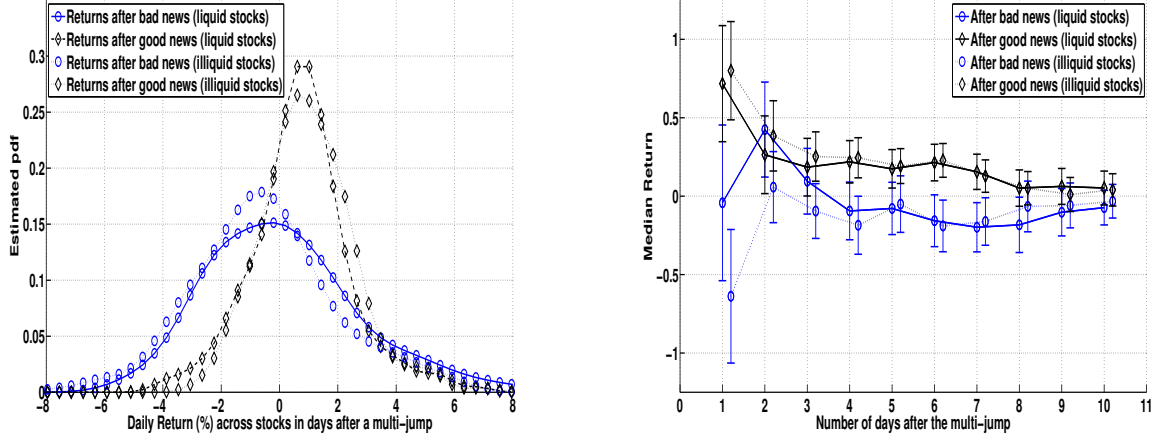 Returns after bad news (liquid stocks)
Returns after good news (liquid stocks)
Returns after bad news (illiquid stocks)
Returns after good news (illiquid stocks)
0.3
0.25
0.2
0.15
0.1
0.05
0
Estimated pdf
−8 −6 −4 −2 0 2 4 6 8
Daily Return (%) across stocks in days after a multi−jump
After bad news (liquid stocks)
After good news (liquid stocks)
After bad news (illiquid stocks)
After good news (illiquid stocks)
1
0.5
0
−0.5
−1
Median Return
0 1 2 3 4 5 6 7 8 9 10 11
Number of days after the multi−jump